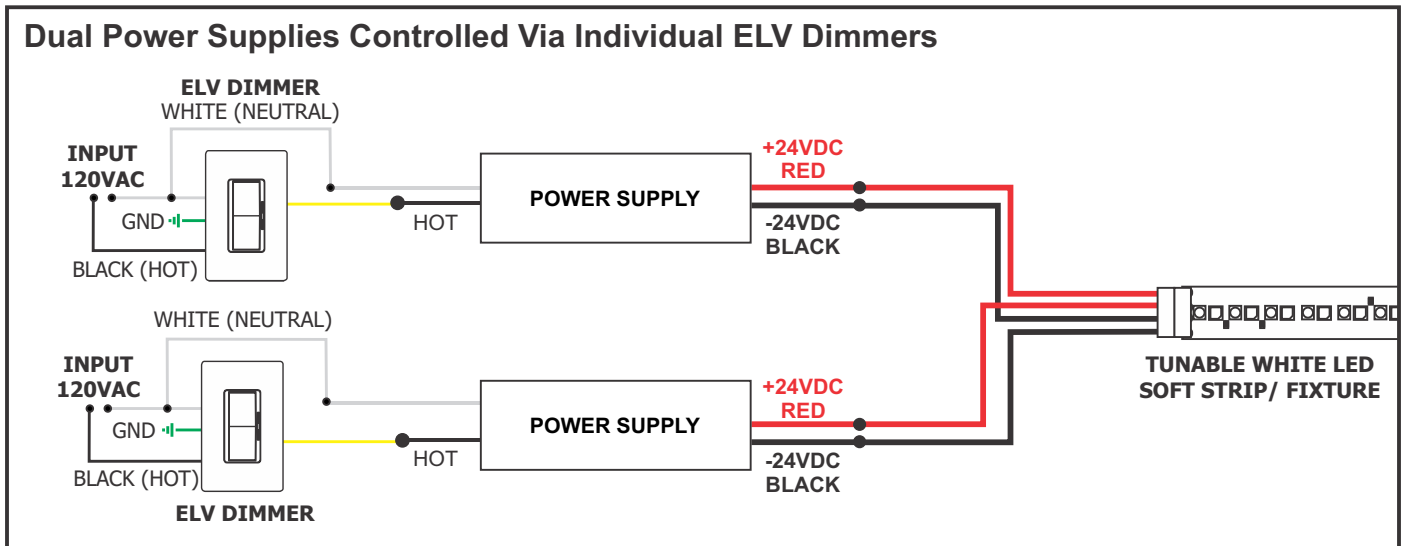 Dual Power Supplies Controlled Via Individual ELV Dimmers
ELV DIMMER
WHITE (NEUTRAL)
INPUT
120VAC
GND
BLACK (HOT)
HOT
POWER SUPPLY
+24VDC
RED
-24VDC
BLACK
WHITE (NEUTRAL)
INPUT
120VAC
GND
BLACK (HOT)
ELV DIMMER
HOT
POWER SUPPLY
+24VDC
RED
-24VDC
BLACK
TUNABLE WHITE LED
SOFT STRIP/ FIXTURE